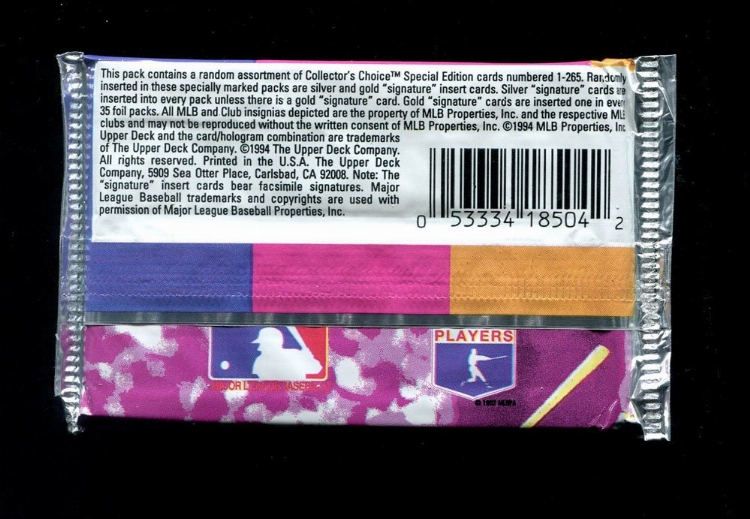 This pack contains a random assortment of Collector's Choice™ Special Edition cards numbered 1-265. Randomly
inserted in these specially marked packs are silver and gold "signature" insert cards. Silver "signature" cards are
inserted into every pack unless there is a gold "signature" card. Gold "signature" cards are inserted one in every
35 foil packs. All MLB and Club insignias depicted are the property of MLB Properties, Inc. and the respective MLB
clubs and may not be reproduced without the written consent of MLB Properties, Inc. ©1994 MLB Properties, Inc
Upper Deck and the card/hologram combination are trademarks
of The Upper Deck Company. ©1994 The Upper Deck Company.
All rights reserved. Printed in the U.S.A. The Upper Deck
Company, 5909 Sea Otter Place, Carlsbad, CA 92008. Note: The
"signature" insert cards bear facsimile signatures. Major
League Baseball trademarks and copyrights are used with
permission of Major League Baseball Properties, Inc.
0 53334 18504 2
PLAYERS
MAJOR LEAGUE BASEBALL